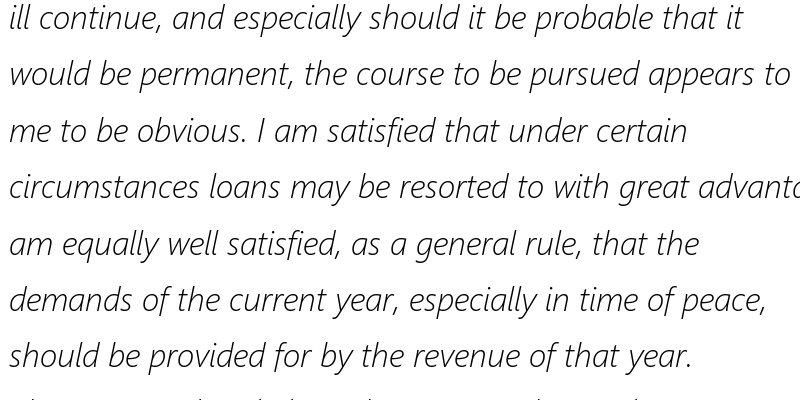 ill continue, and especially should it be probable that it
would be permanent, the course to be pursued appears to
me to be obvious. I am satisfied that under certain
circumstances loans may be resorted to with great
am equally well satisfied, as a general rule, that the
demands of the current year, especially in time of peace,
should be provided for by the revenue of that year.